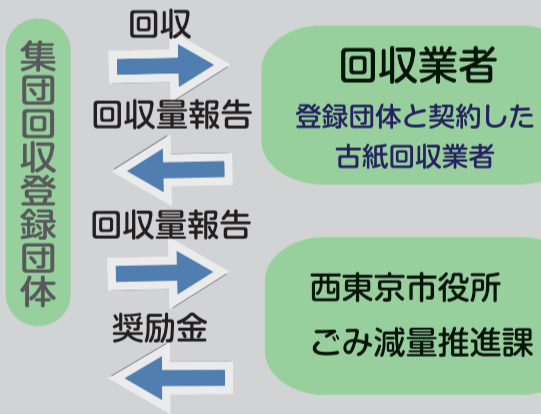 集団回収登録団体
回収
回収量報告
回収量報告
奨励金
回収業者
登録団体と契約した
古紙回収業者
西東京市役所
ごみ減量推進課